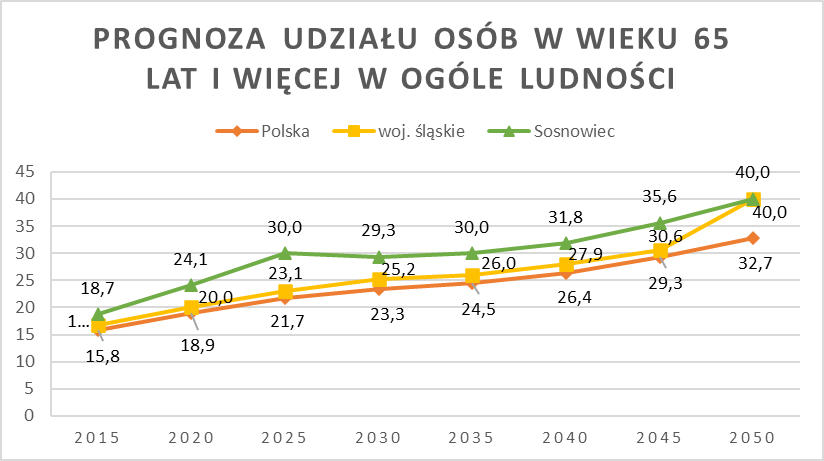 PROGNOZA UDZIAŁU OSÓB W WIEKU 65
LAT I WIĘCEJ W OGÓLE LUDNOŚCI
Polska woj. śląskie Sosnowiec
45
40
35
30
25
20
15
10
5
0
18,7 24,1 30,0 29,3 30,0 31,8 35,6 40,0
1... 20,0 23,1 25,2 26,0 27,9 30,6 40,0
15,8 18,9 21,7 23,3 24,5 26,4 29,3 32,7
2015 2020 2025 2030 2035 2040 2045 2050